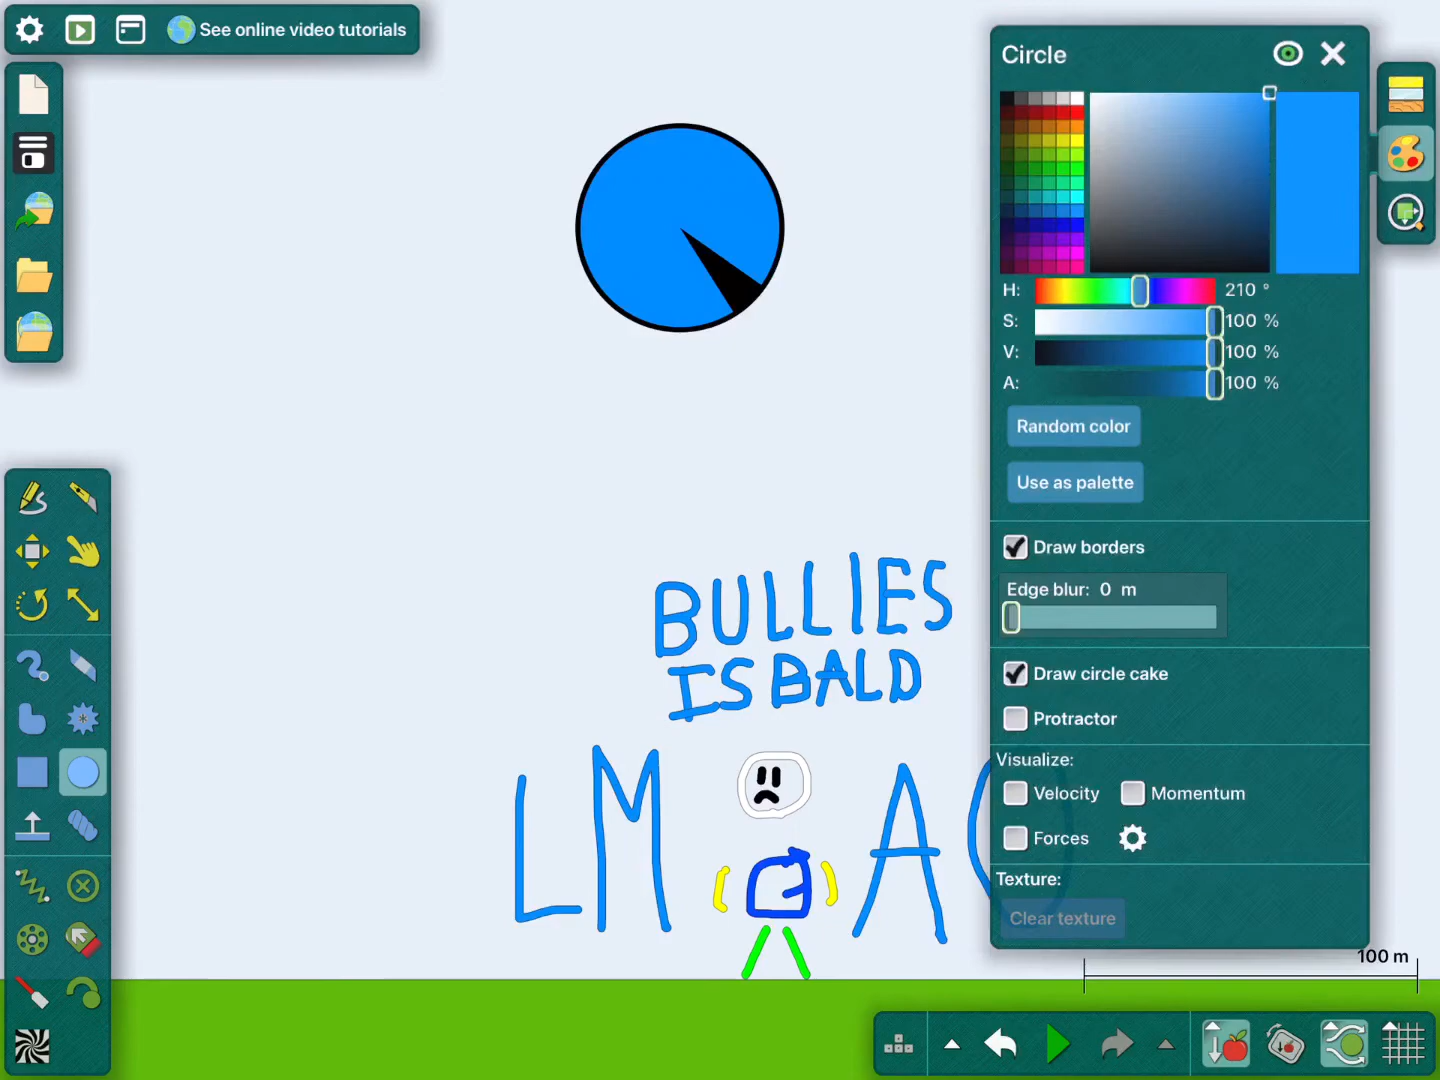 See online video tutorials
Circle
H: 210 °
S: 100 %
V: 100 %
A: 100 %
Random color
Use as palette
Draw borders
Edge blur: 0 m
Draw circle cake
Protractor
Visualize:
Velocity Momentum
Forces
Texture:
Clear texture
BULLIES
IS BALD
LM AO
100 m